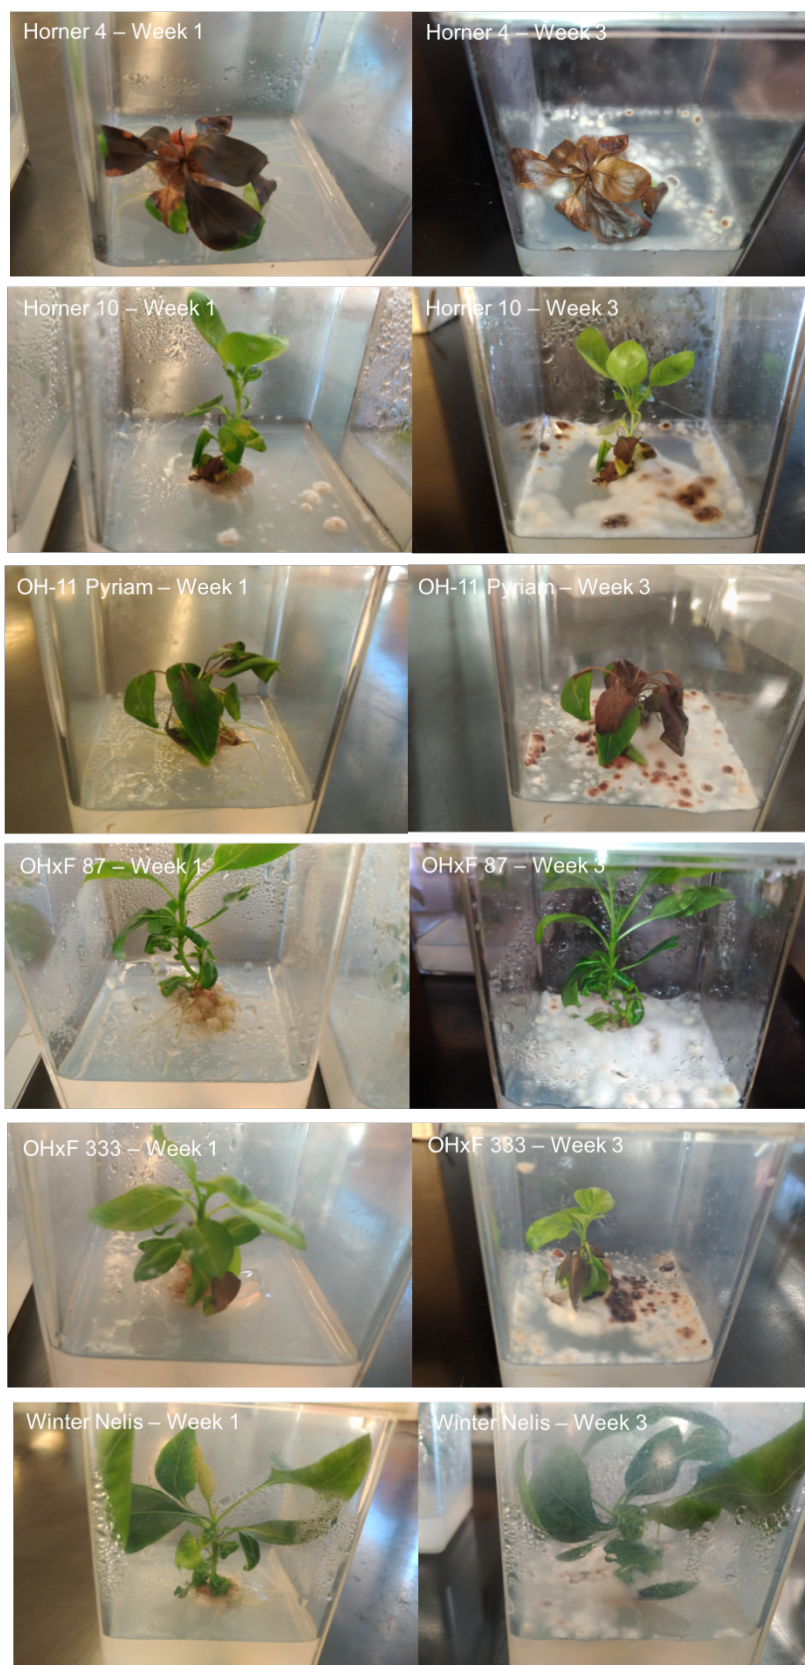 Horner 4 – Week 1
Horner 4 – Week 3
Horner 10 – Week 1
Horner 10 – Week 3
OH-11 Pyriam – Week 1
OH-11 Pyriam – Week 3
OHxF 87 – Week 1
OHxF 87 – Week 3
OHxF 333 – Week 1
OHxF 333 – Week 3
Winter Nelis – Week 1
Winter Nelis – Week 3